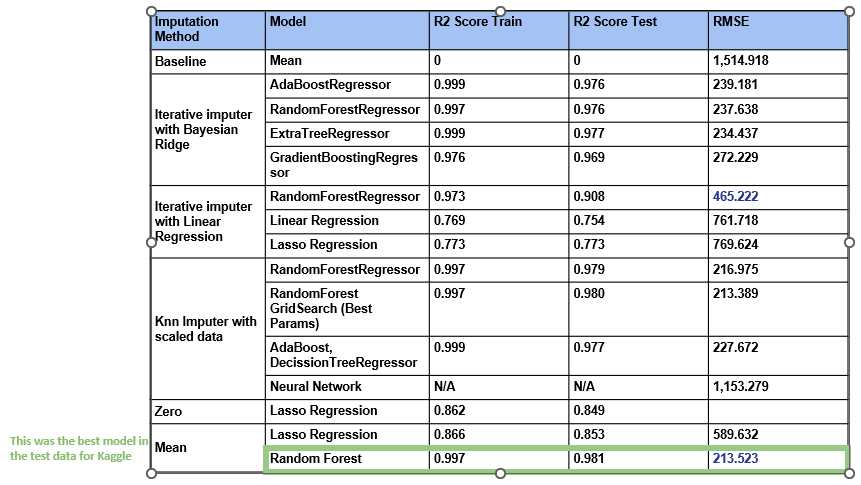 Imputation Method Model R2 Score Train R2 Score Test RMSE
Baseline Mean 0 0 1,514.918
Iterative imputer
with Bayesian
Ridge
AdaBoostRegressor 0.999 0.976 239.181
RandomForestRegressor 0.997 0.976 237.638
ExtraTreeRegressor 0.999 0.977 234.437
GradientBoostingRegres
sor 0.976 0.969 272.229
Iterative imputer
with Linear
Regression
RandomForestRegressor 0.973 0.908 465.222
Linear Regression 0.769 0.754 761.718
Lasso Regression 0.773 0.773 769.624
Knn Imputer with
scaled data
RandomForestRegressor 0.997 0.979 216.975
RandomForest
GridSearch (Best
Params) 0.997 0.980 213.389
AdaBoost,
DecissionTreeRegressor 0.999 0.977 227.672
Neural Network N/A N/A 1,153.279
Zero Lasso Regression 0.862 0.849
Mean
Lasso Regression 0.866 0.853 589.632
Random Forest 0.997 0.981 213.523
This was the best model in
the test data for Kaggle